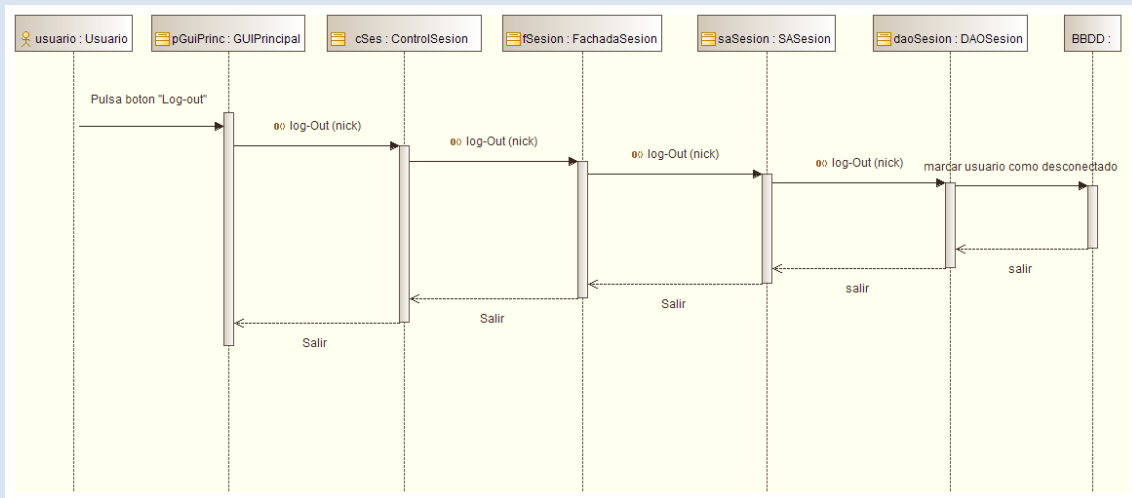 usuario : Usuario
pGuiPrinc : GUIPrincipal
cSes : ControlSesion
fSesion : FachadaSesion
saSesion : SASesion
daoSesion : DAOSesion
BBDD :
Pulsa boton "Log-out"
log-Out (nick)
log-Out (nick)
log-Out (nick)
log-Out (nick)
marcar usuario como desconectado
salir
salir
Salir
Salir
Salir